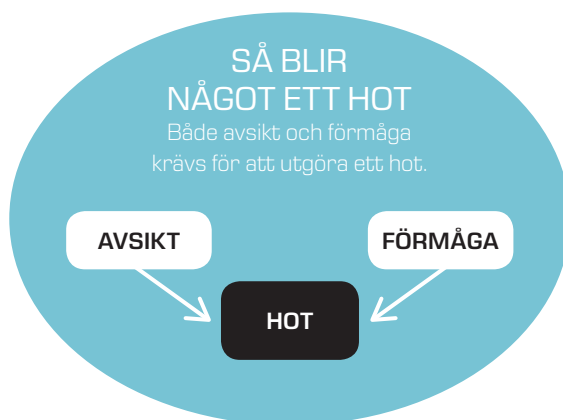 SÅ BLIR
NÅGOT ETT HOT
Både avsikt och förmåga
krävs för att utgöra ett hot.
AVSIKT
FÖRMÅGA
HOT